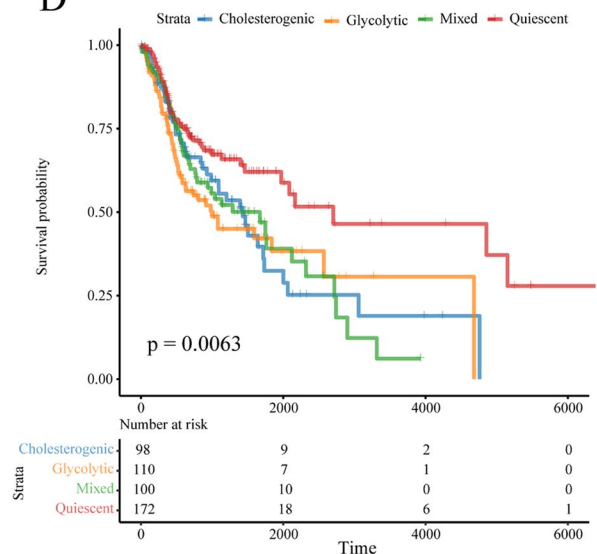 D
Strata Cholesterogenic Glycolytic Mixed Quiescent
1.00
0.75
0.50
0.25
0.00
Survival probability
p = 0.0063
0 2000 4000 6000
Number at risk
Strata
Cholesterogenic 98 9 2 0
Glycolytic 110 7 1 0
Mixed 100 10 0 0
Quiescent 172 18 6 1
0 2000 4000 6000
Time